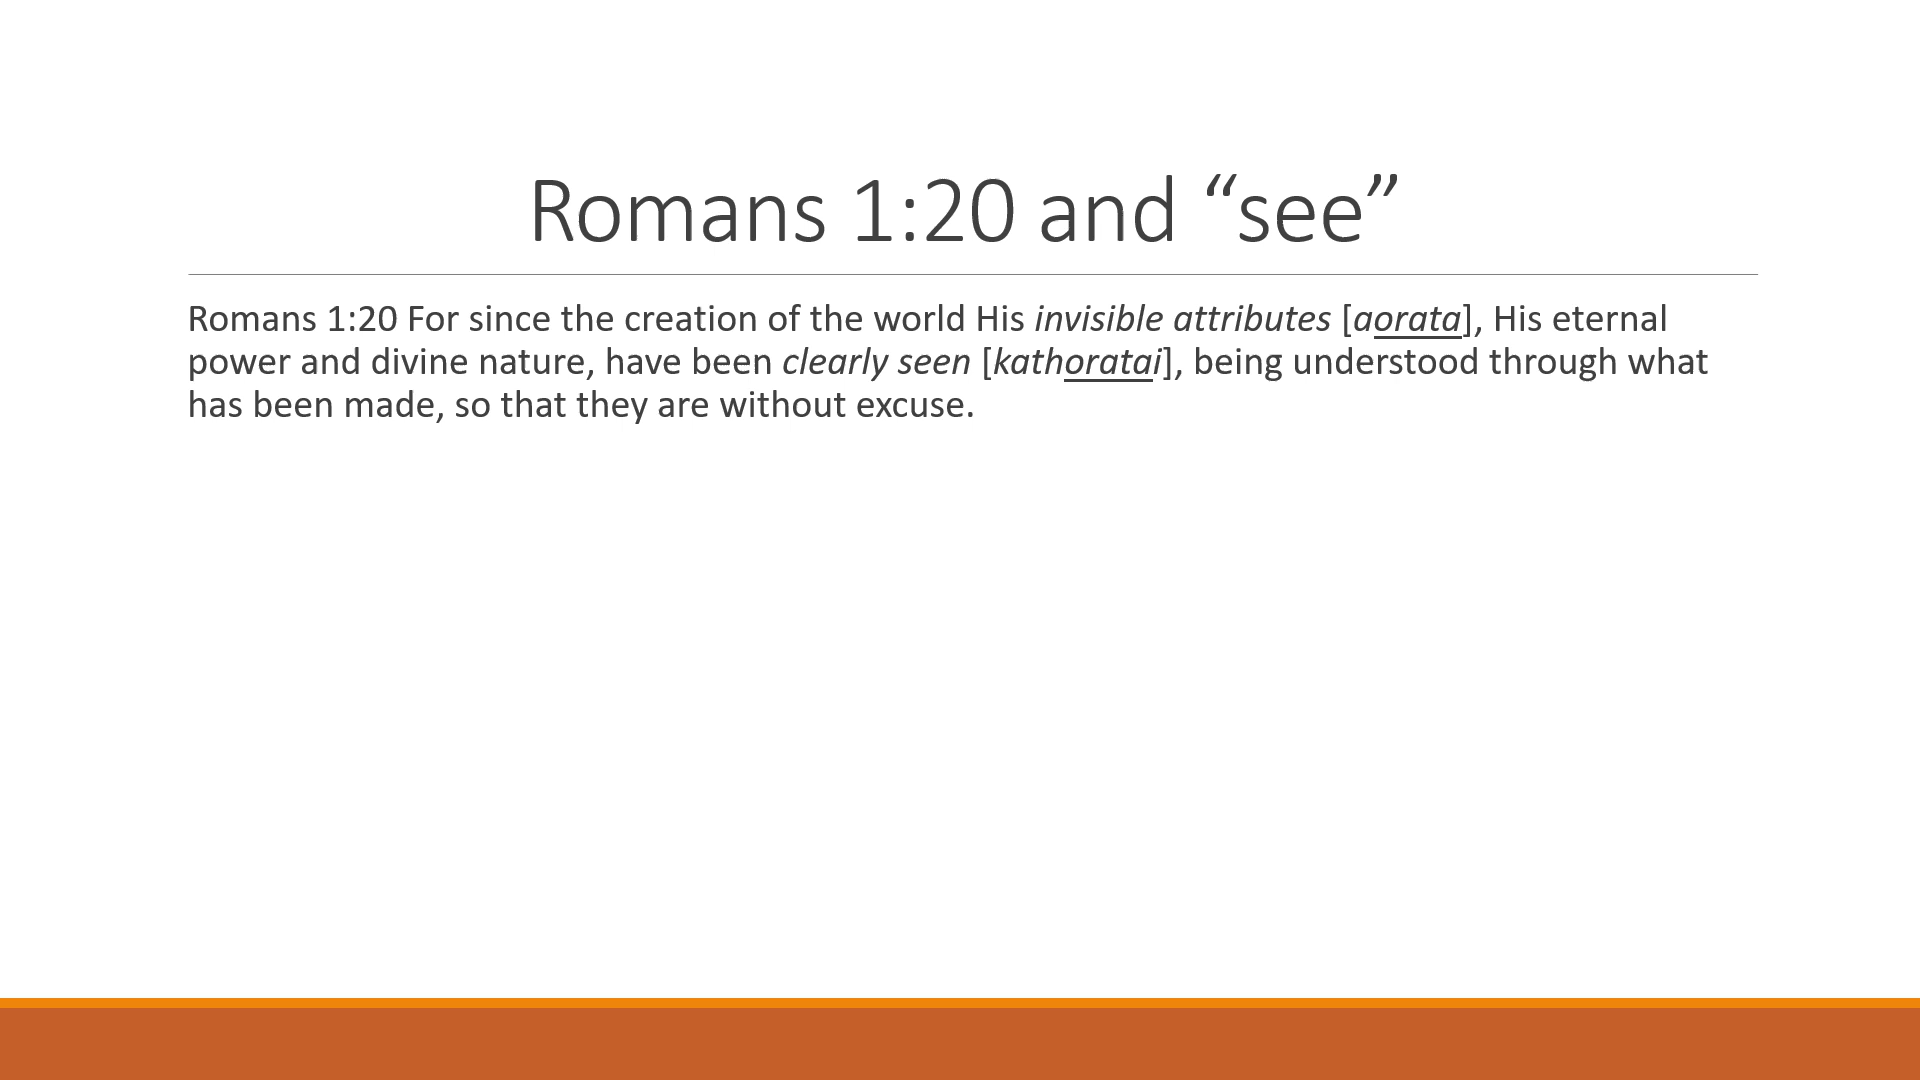 Romans 1:20 and “see”
Romans 1:20 For since the creation of the world His invisible attributes [aorata], His eternal
power and divine nature, have been clearly seen [kathoratai], being understood through what
has been made, so that they are without excuse.